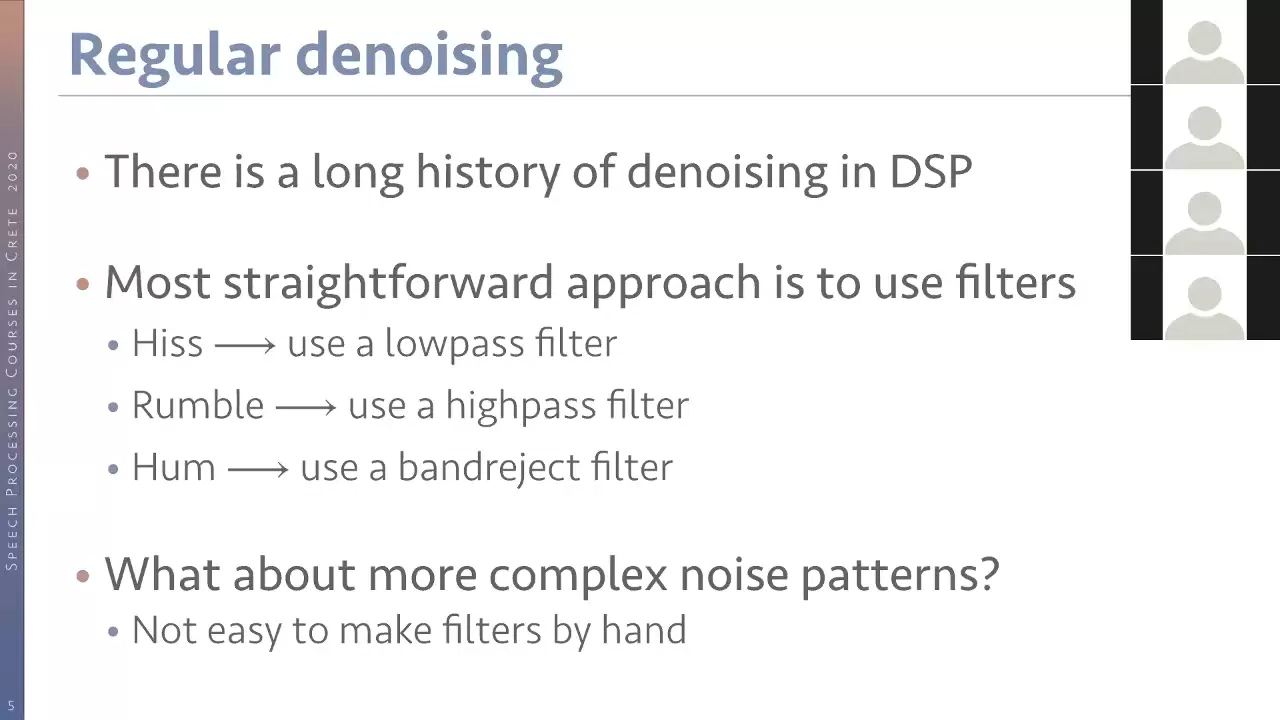 Regular denoising
• There is a long history of denoising in DSP
• Most straightforward approach is to use filters
• Hiss ⟶ use a lowpass filter
• Rumble ⟶ use a highpass filter
• Hum ⟶ use a bandreject filter
• What about more complex noise patterns?
• Not easy to make filters by hand
Speech Processing Courses in Crete 2020
5